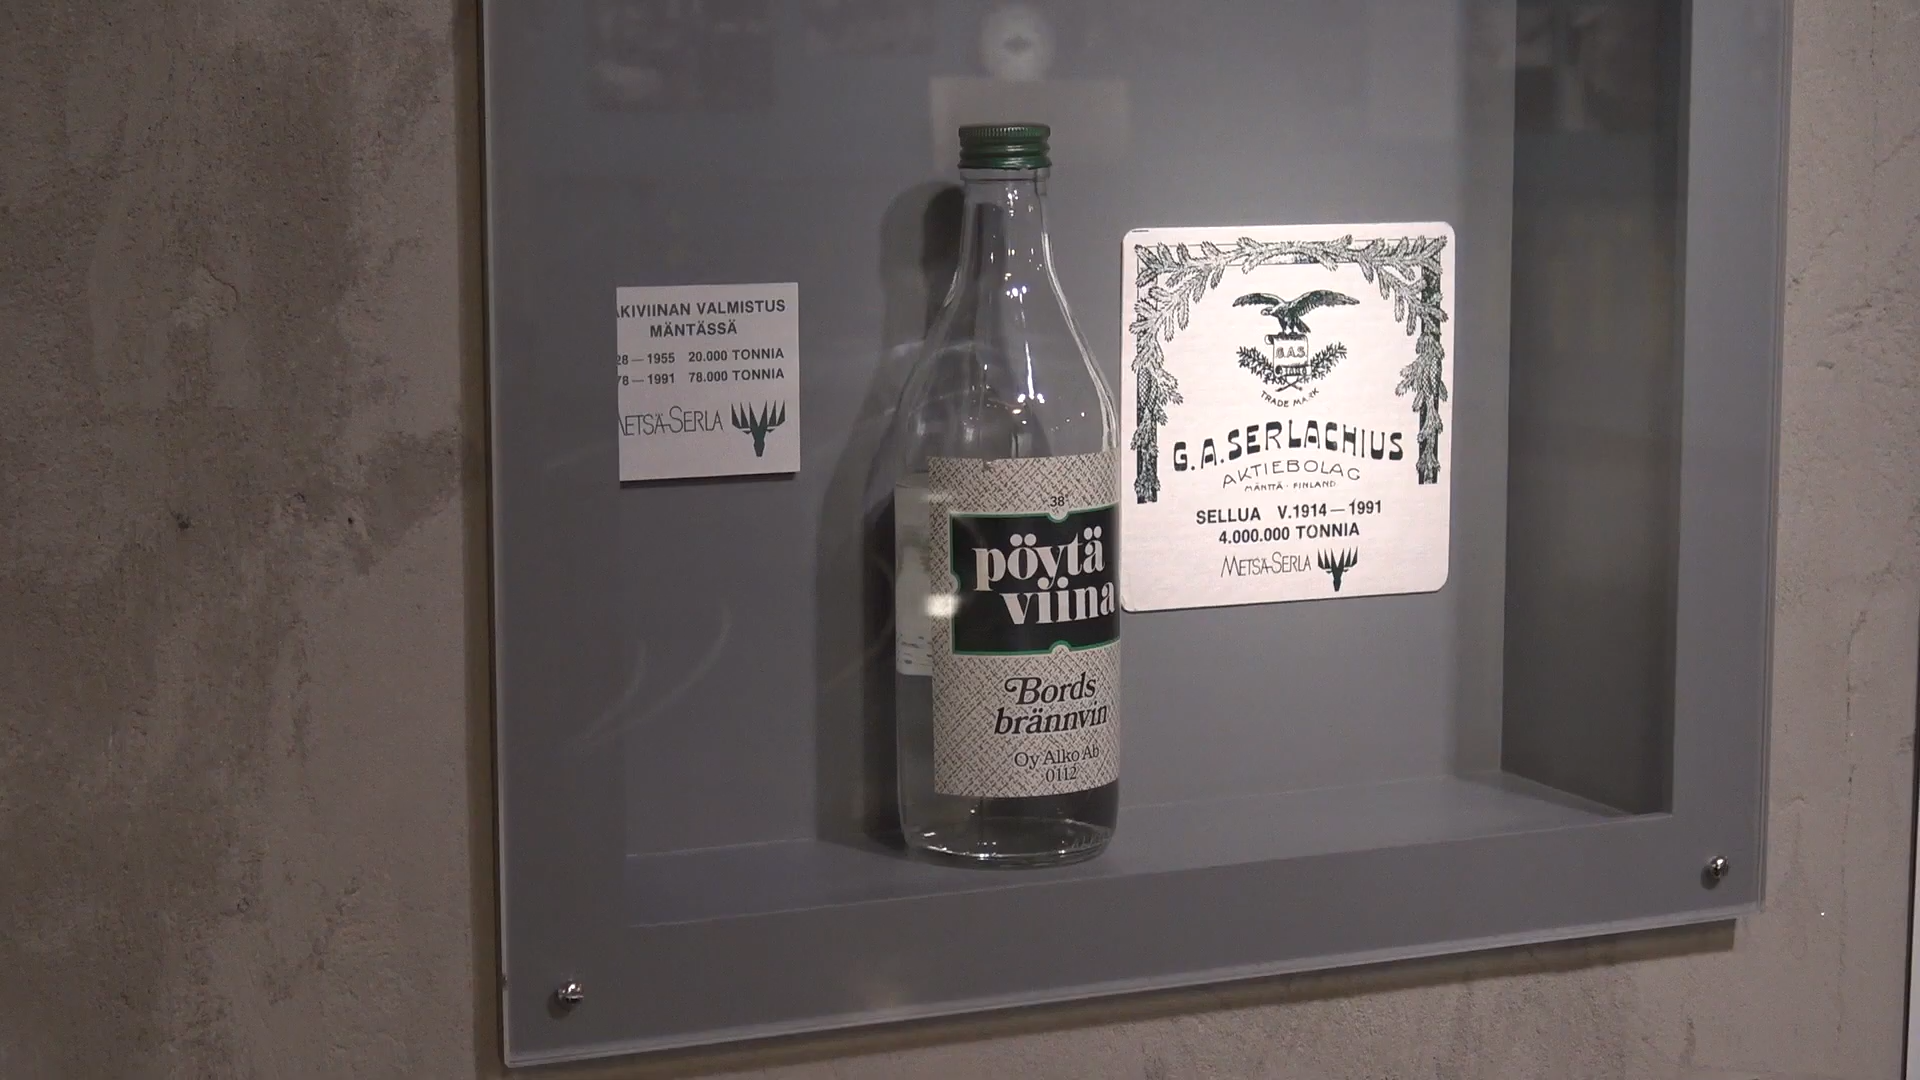 KIVIINAN VALMISTUS
MÄNTÄSSÄ
28 — 1955 20.000 TONNIA
78 — 1991 78.000 TONNIA
METSÄ-SERLA
38
pöytä
viina
Bords
brännvin
Oy Alko Ab
0112
G.A.S.
TRADE MARK
G.A. SERLACHIUS
AKTIEBOLAG
MÄNTTÄ - FINLAND
SELLUA V.1914 — 1991
4.000.000 TONNIA
METSÄ-SERLA